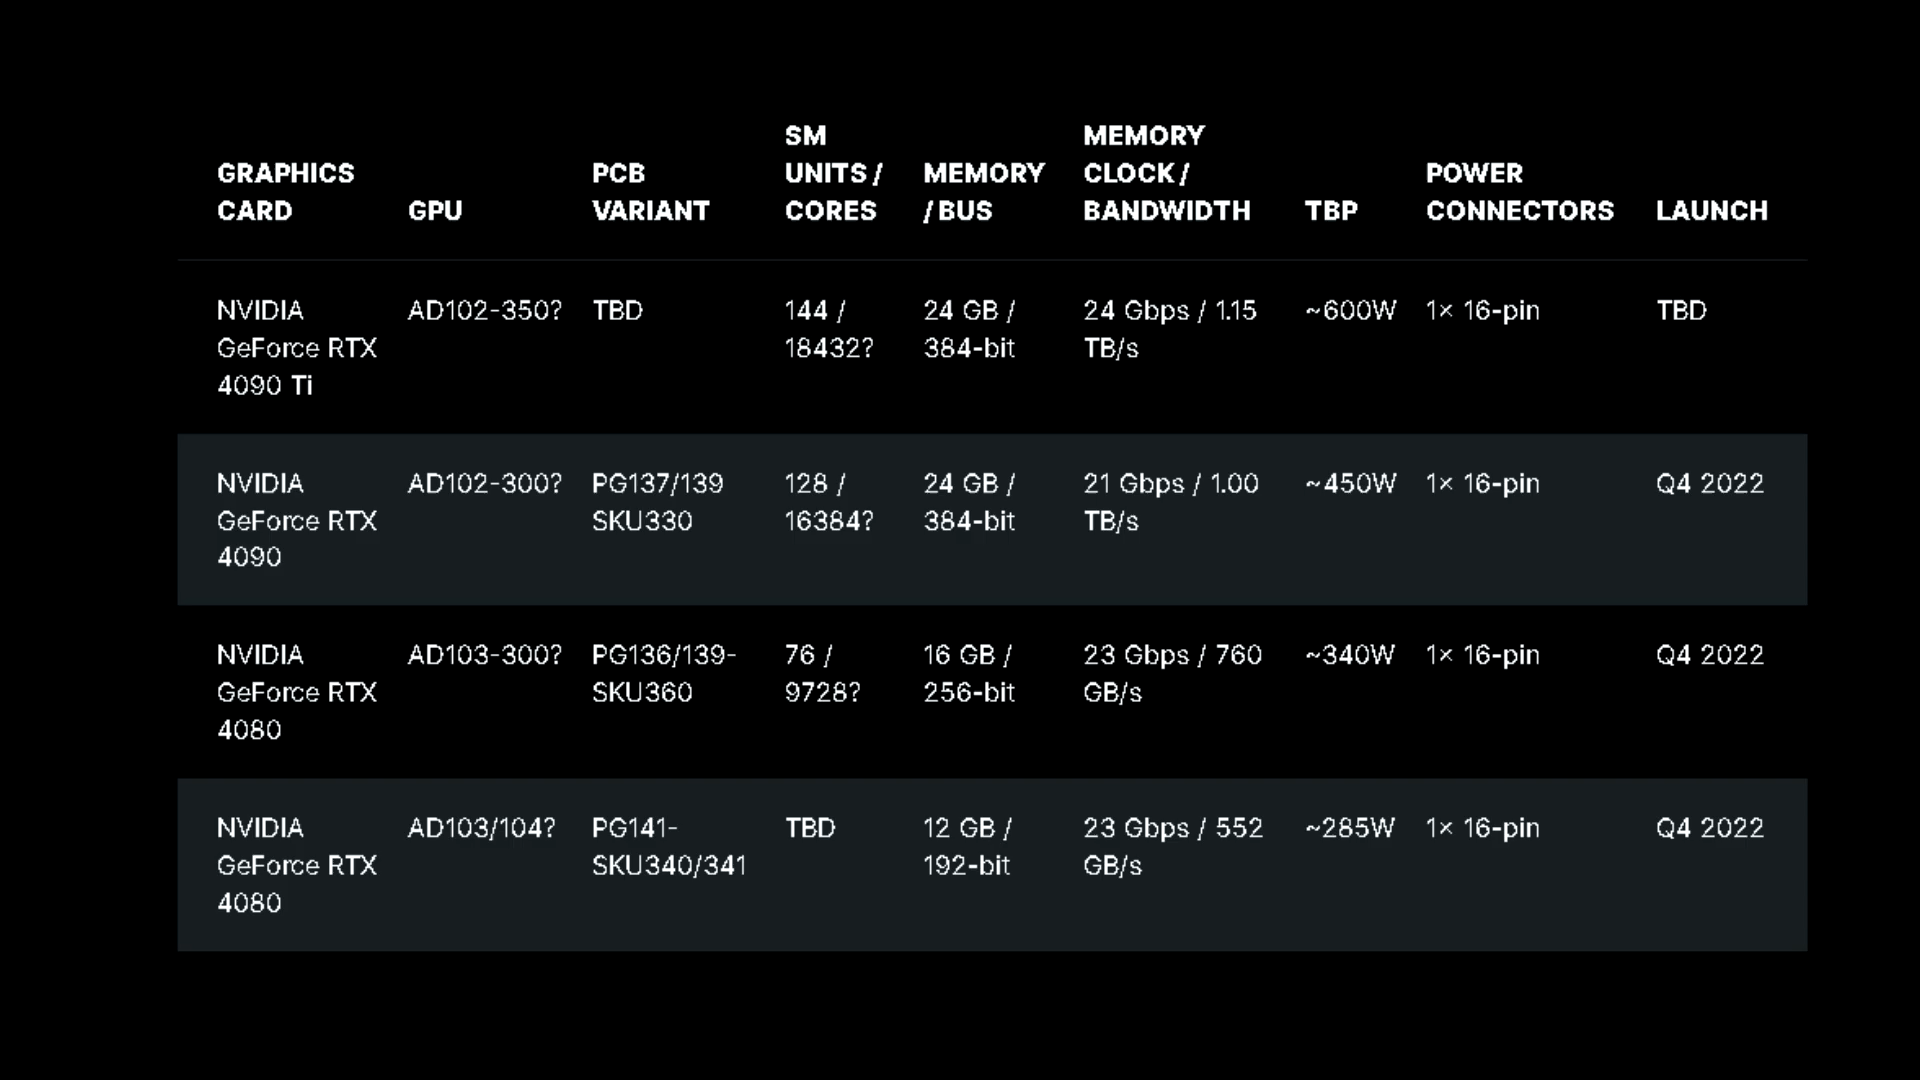 GRAPHICS CARD
GPU
PCB VARIANT
SM UNITS / CORES
MEMORY / BUS
MEMORY CLOCK / BANDWIDTH
TBP
POWER CONNECTORS
LAUNCH
NVIDIA GeForce RTX 4090 Ti
AD102-350?
TBD
144 / 18432?
24 GB / 384-bit
24 Gbps / 1.15 TB/s
~600W
1× 16-pin
TBD
NVIDIA GeForce RTX 4090
AD102-300?
PG137/139 SKU330
128 / 16384?
24 GB / 384-bit
21 Gbps / 1.00 TB/s
~450W
1× 16-pin
Q4 2022
NVIDIA GeForce RTX 4080
AD103-300?
PG136/139-SKU360
76 / 9728?
16 GB / 256-bit
23 Gbps / 760 GB/s
~340W
1× 16-pin
Q4 2022
NVIDIA GeForce RTX 4080
AD103/104?
PG141-SKU340/341
TBD
12 GB / 192-bit
23 Gbps / 552 GB/s
~285W
1× 16-pin
Q4 2022